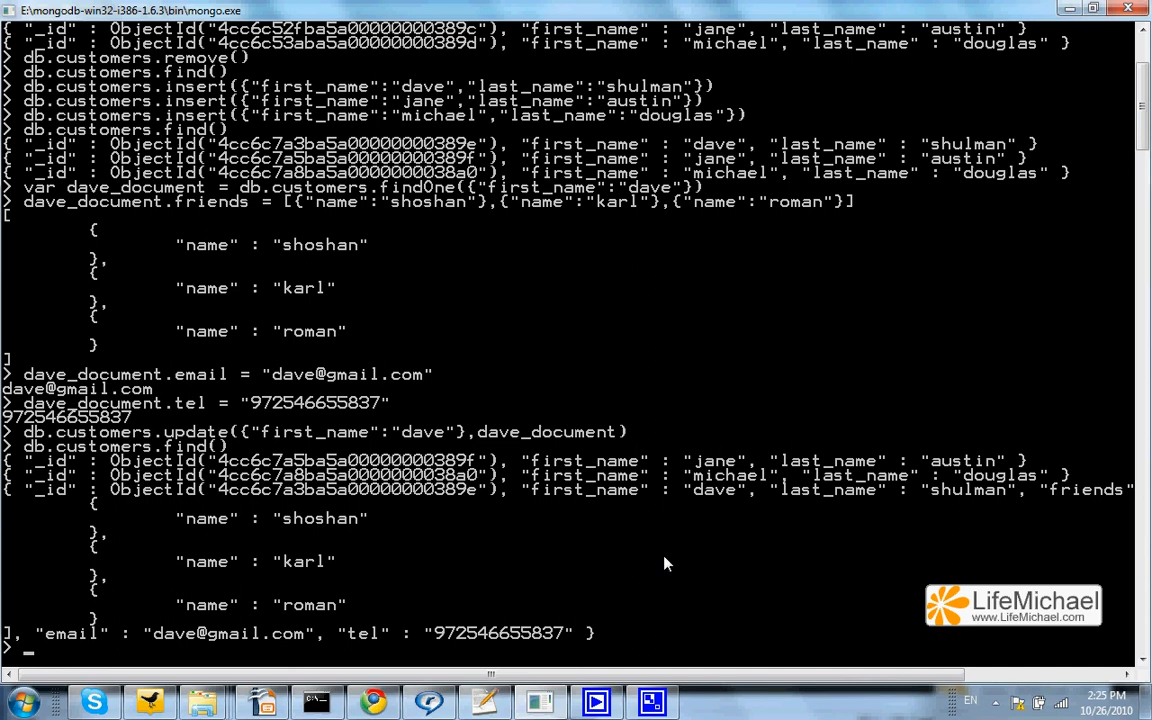 E:\mongodb-win32-i386-1.6.3\bin\mongo.exe
{ "_id" : ObjectId("4cc6c52fba5a00000000389c"), "first_name" : "jane", "last_name" : "austin" }
{ "_id" : ObjectId("4cc6c53aba5a00000000389d"), "first_name" : "michael", "last_name" : "douglas" }
> db.customers.remove()
> db.customers.find()
> db.customers.insert({"first_name":"dave","last_name":"shulman"})
> db.customers.insert({"first_name":"jane","last_name":"austin"})
> db.customers.insert({"first_name":"michael","last_name":"douglas"})
> db.customers.find()
{ "_id" : ObjectId("4cc6c7a3ba5a00000000389e"), "first_name" : "dave", "last_name" : "shulman" }
{ "_id" : ObjectId("4cc6c7a5ba5a00000000389f"), "first_name" : "jane", "last_name" : "austin" }
{ "_id" : ObjectId("4cc6c7a8ba5a0000000038a0"), "first_name" : "michael", "last_name" : "douglas" }
> var dave_document = db.customers.findOne({"first_name":"dave"})
> dave_document.friends = [{"name":"shoshan"},{"name":"karl"},{"name":"roman"}]
[
{
"name" : "shoshan"
},
{
"name" : "karl"
},
{
"name" : "roman"
}
]
> dave_document.email = "dave@gmail.com"
dave@gmail.com
> dave_document.tel = "972546655837"
972546655837
> db.customers.update({"first_name":"dave"},dave_document)
> db.customers.find()
{ "_id" : ObjectId("4cc6c7a5ba5a00000000389f"), "first_name" : "jane", "last_name" : "austin" }
{ "_id" : ObjectId("4cc6c7a8ba5a0000000038a0"), "first_name" : "michael", "last_name" : "douglas" }
{ "_id" : ObjectId("4cc6c7a3ba5a00000000389e"), "first_name" : "dave", "last_name" : "shulman", "friends"
{
"name" : "shoshan"
},
{
"name" : "karl"
},
{
"name" : "roman"
}
], "email" : "dave@gmail.com", "tel" : "972546655837" }
> _
LifeMichael
www.LifeMichael.com
EN
2:25 PM
10/26/2010